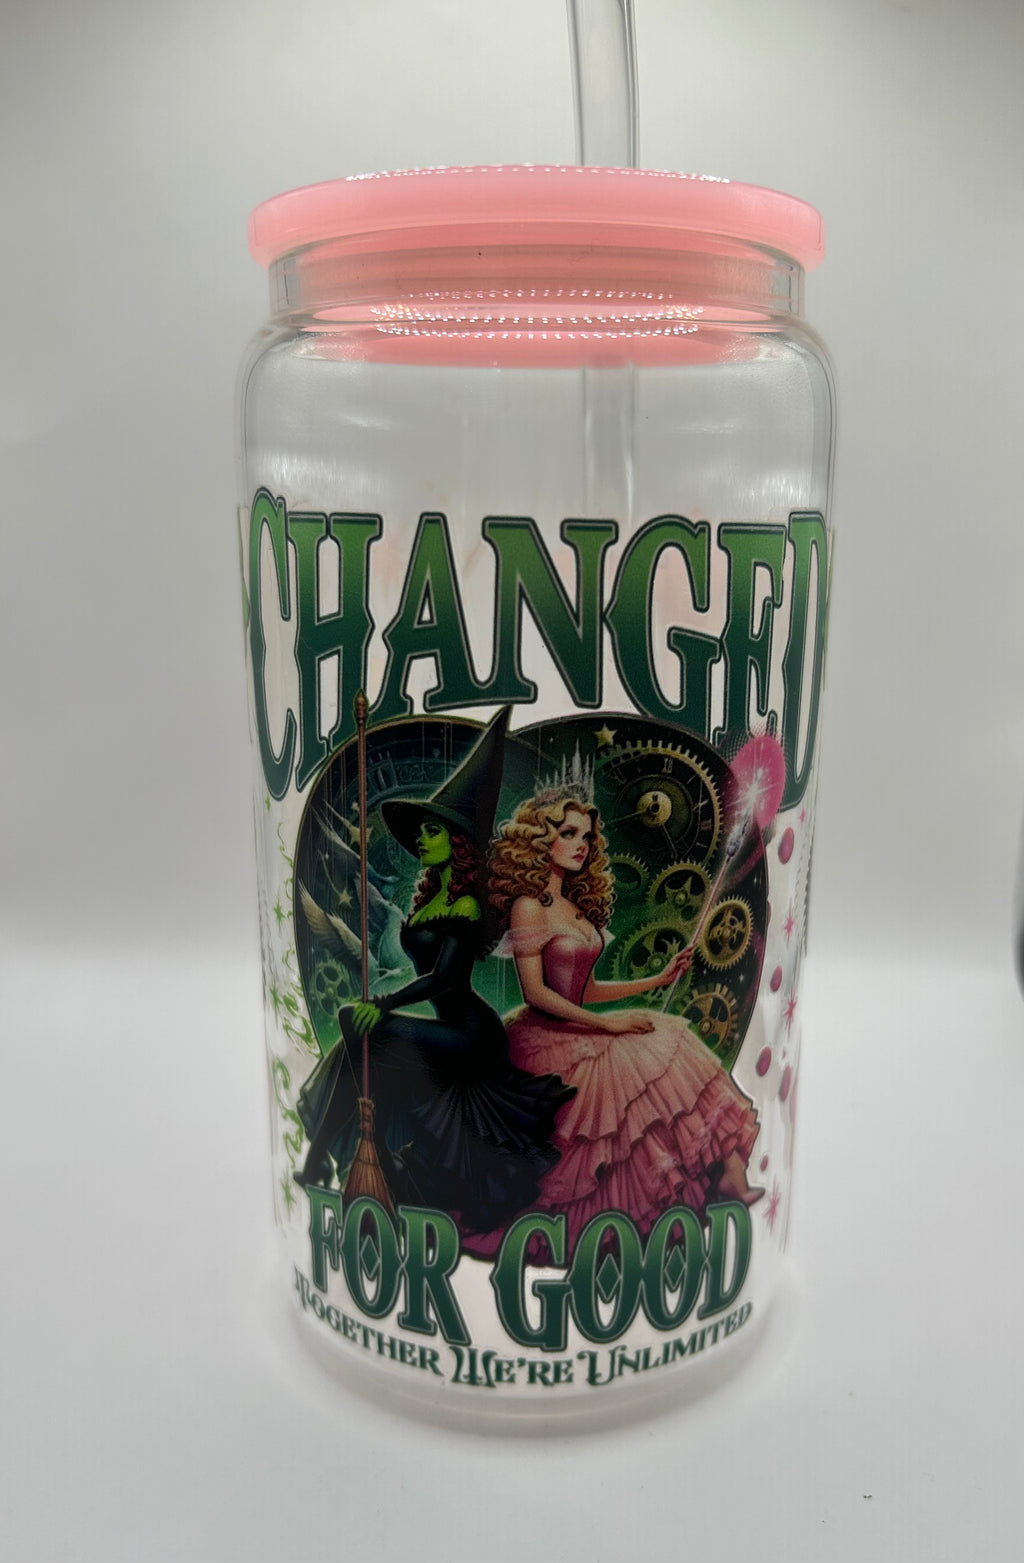 CHANGED
FOR GOOD
TOGETHER WE'RE UNLIMITED